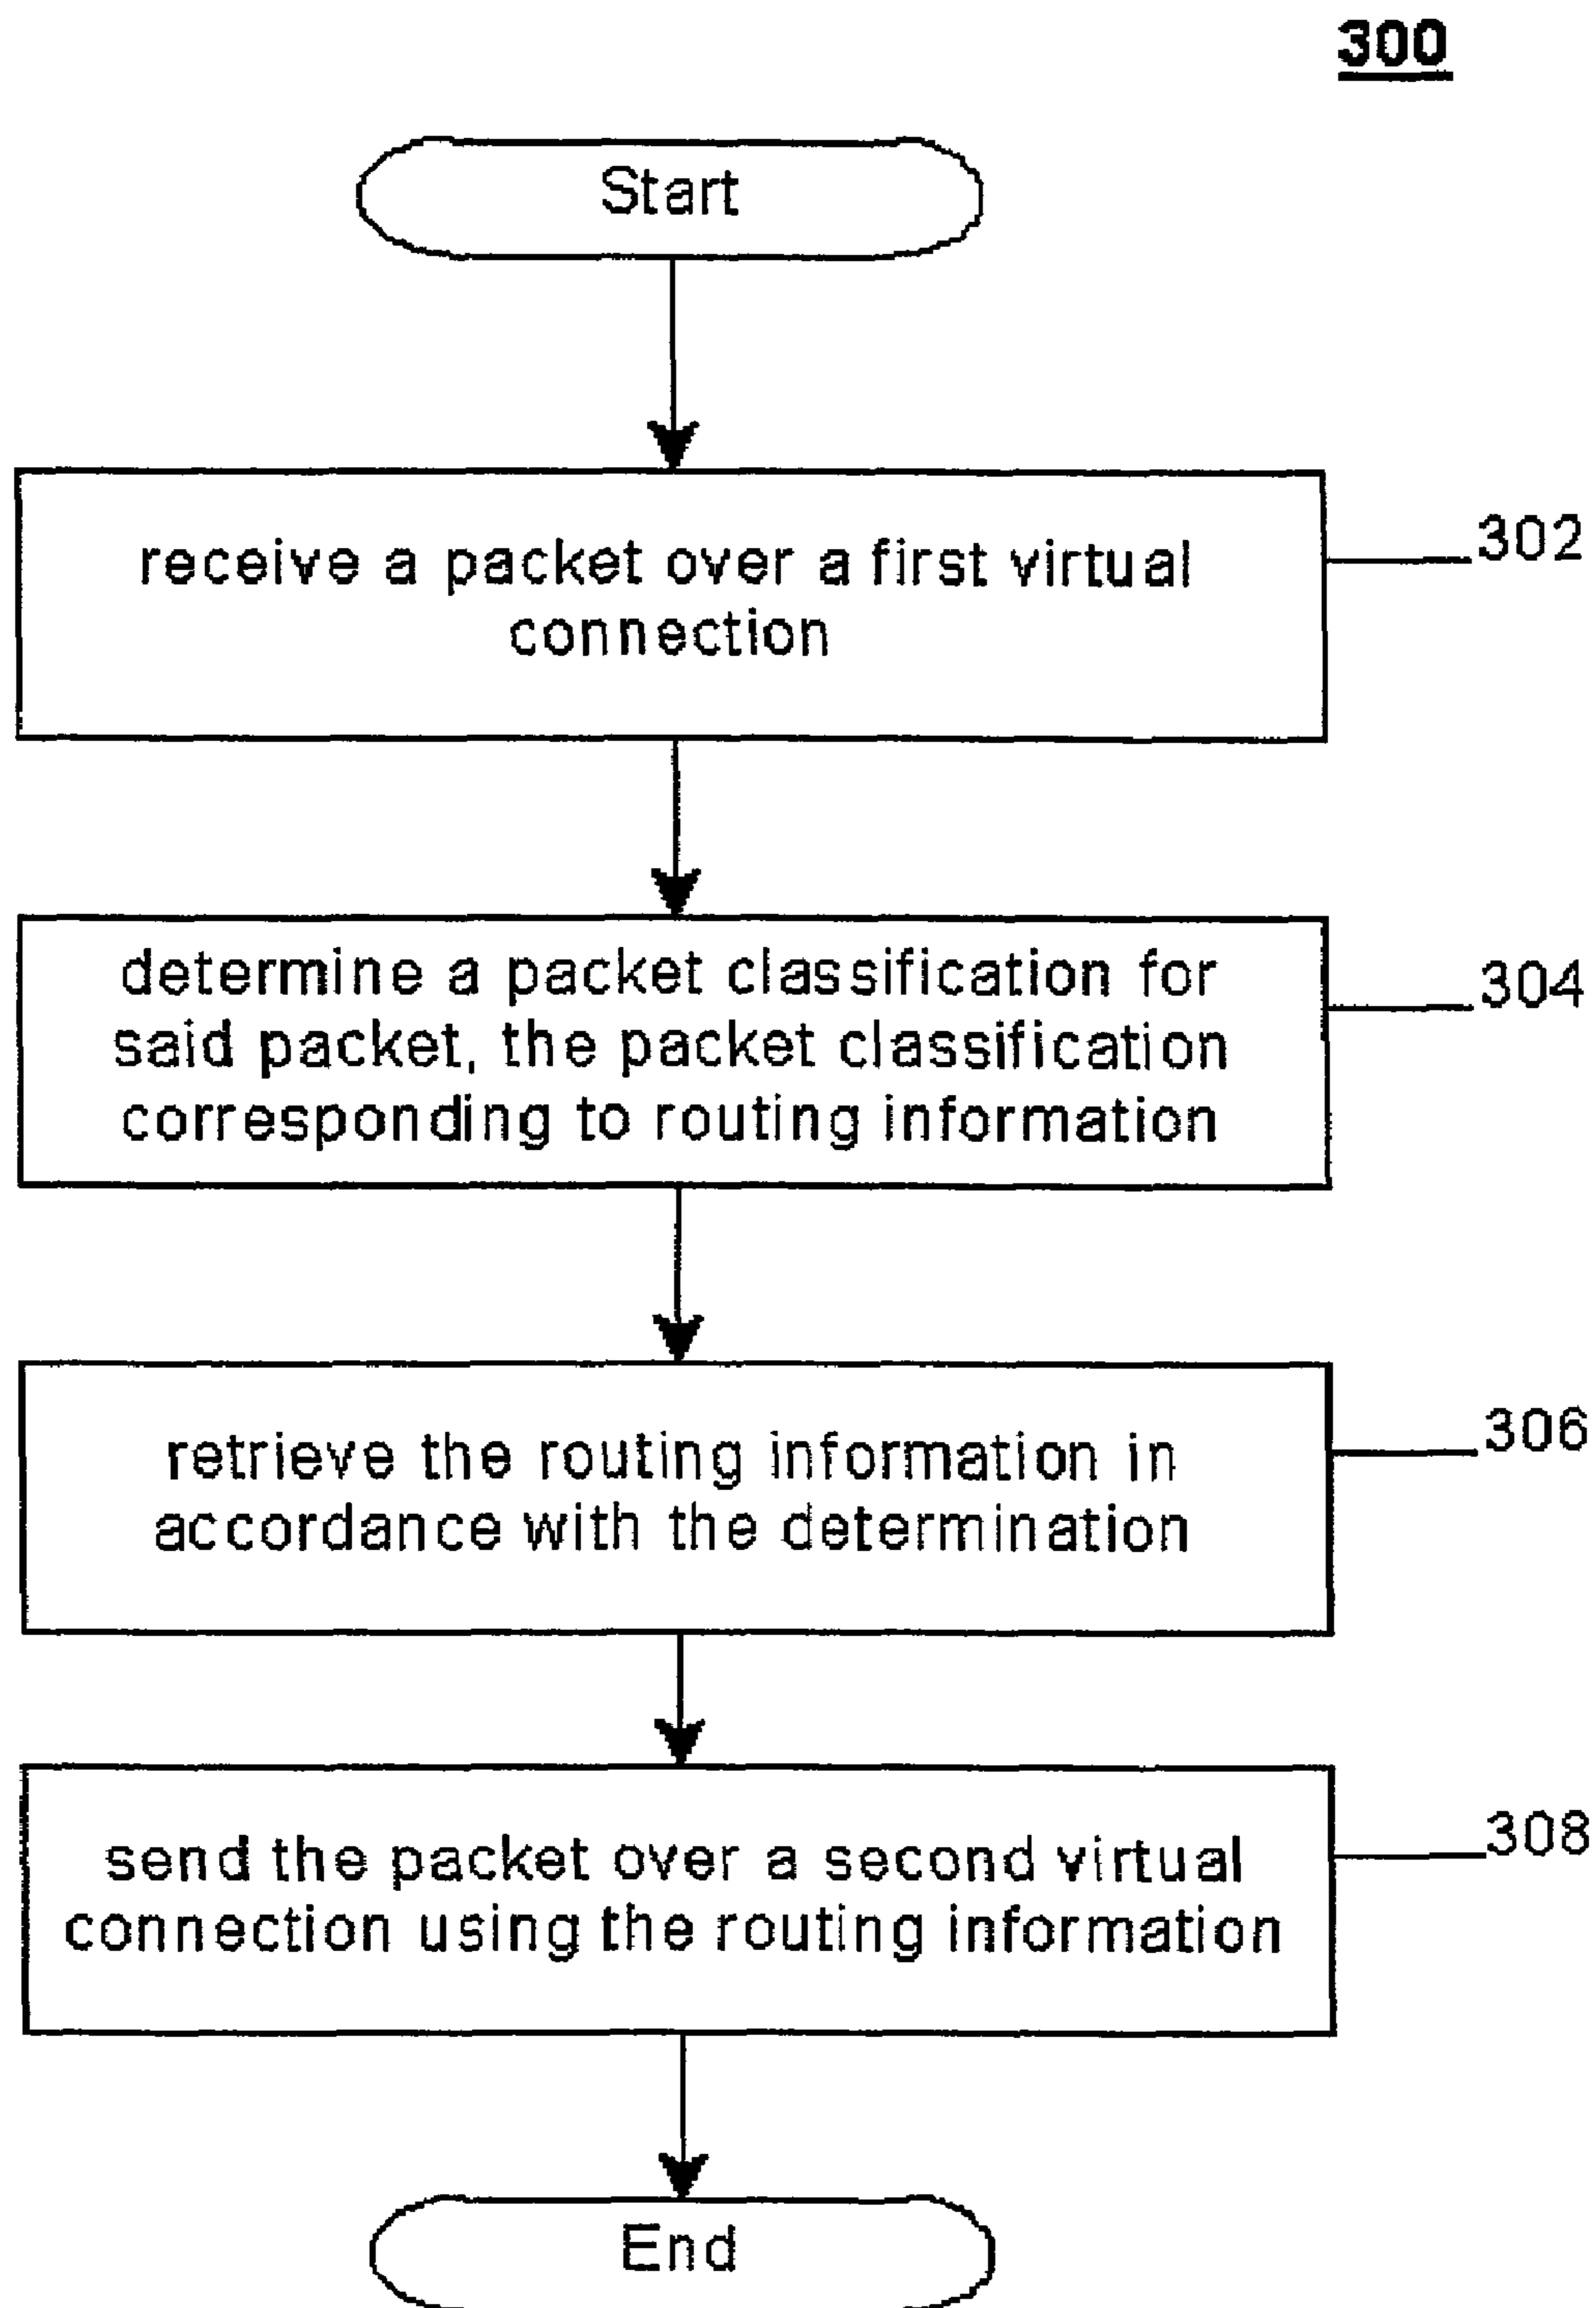 300
Start
receive a packet over a first virtual
connection
302
determine a packet classification for
said packet, the packet classification
corresponding to routing information
304
retrieve the routing information in
accordance with the determination
306
send the packet over a second virtual
connection using the routing information
308
End